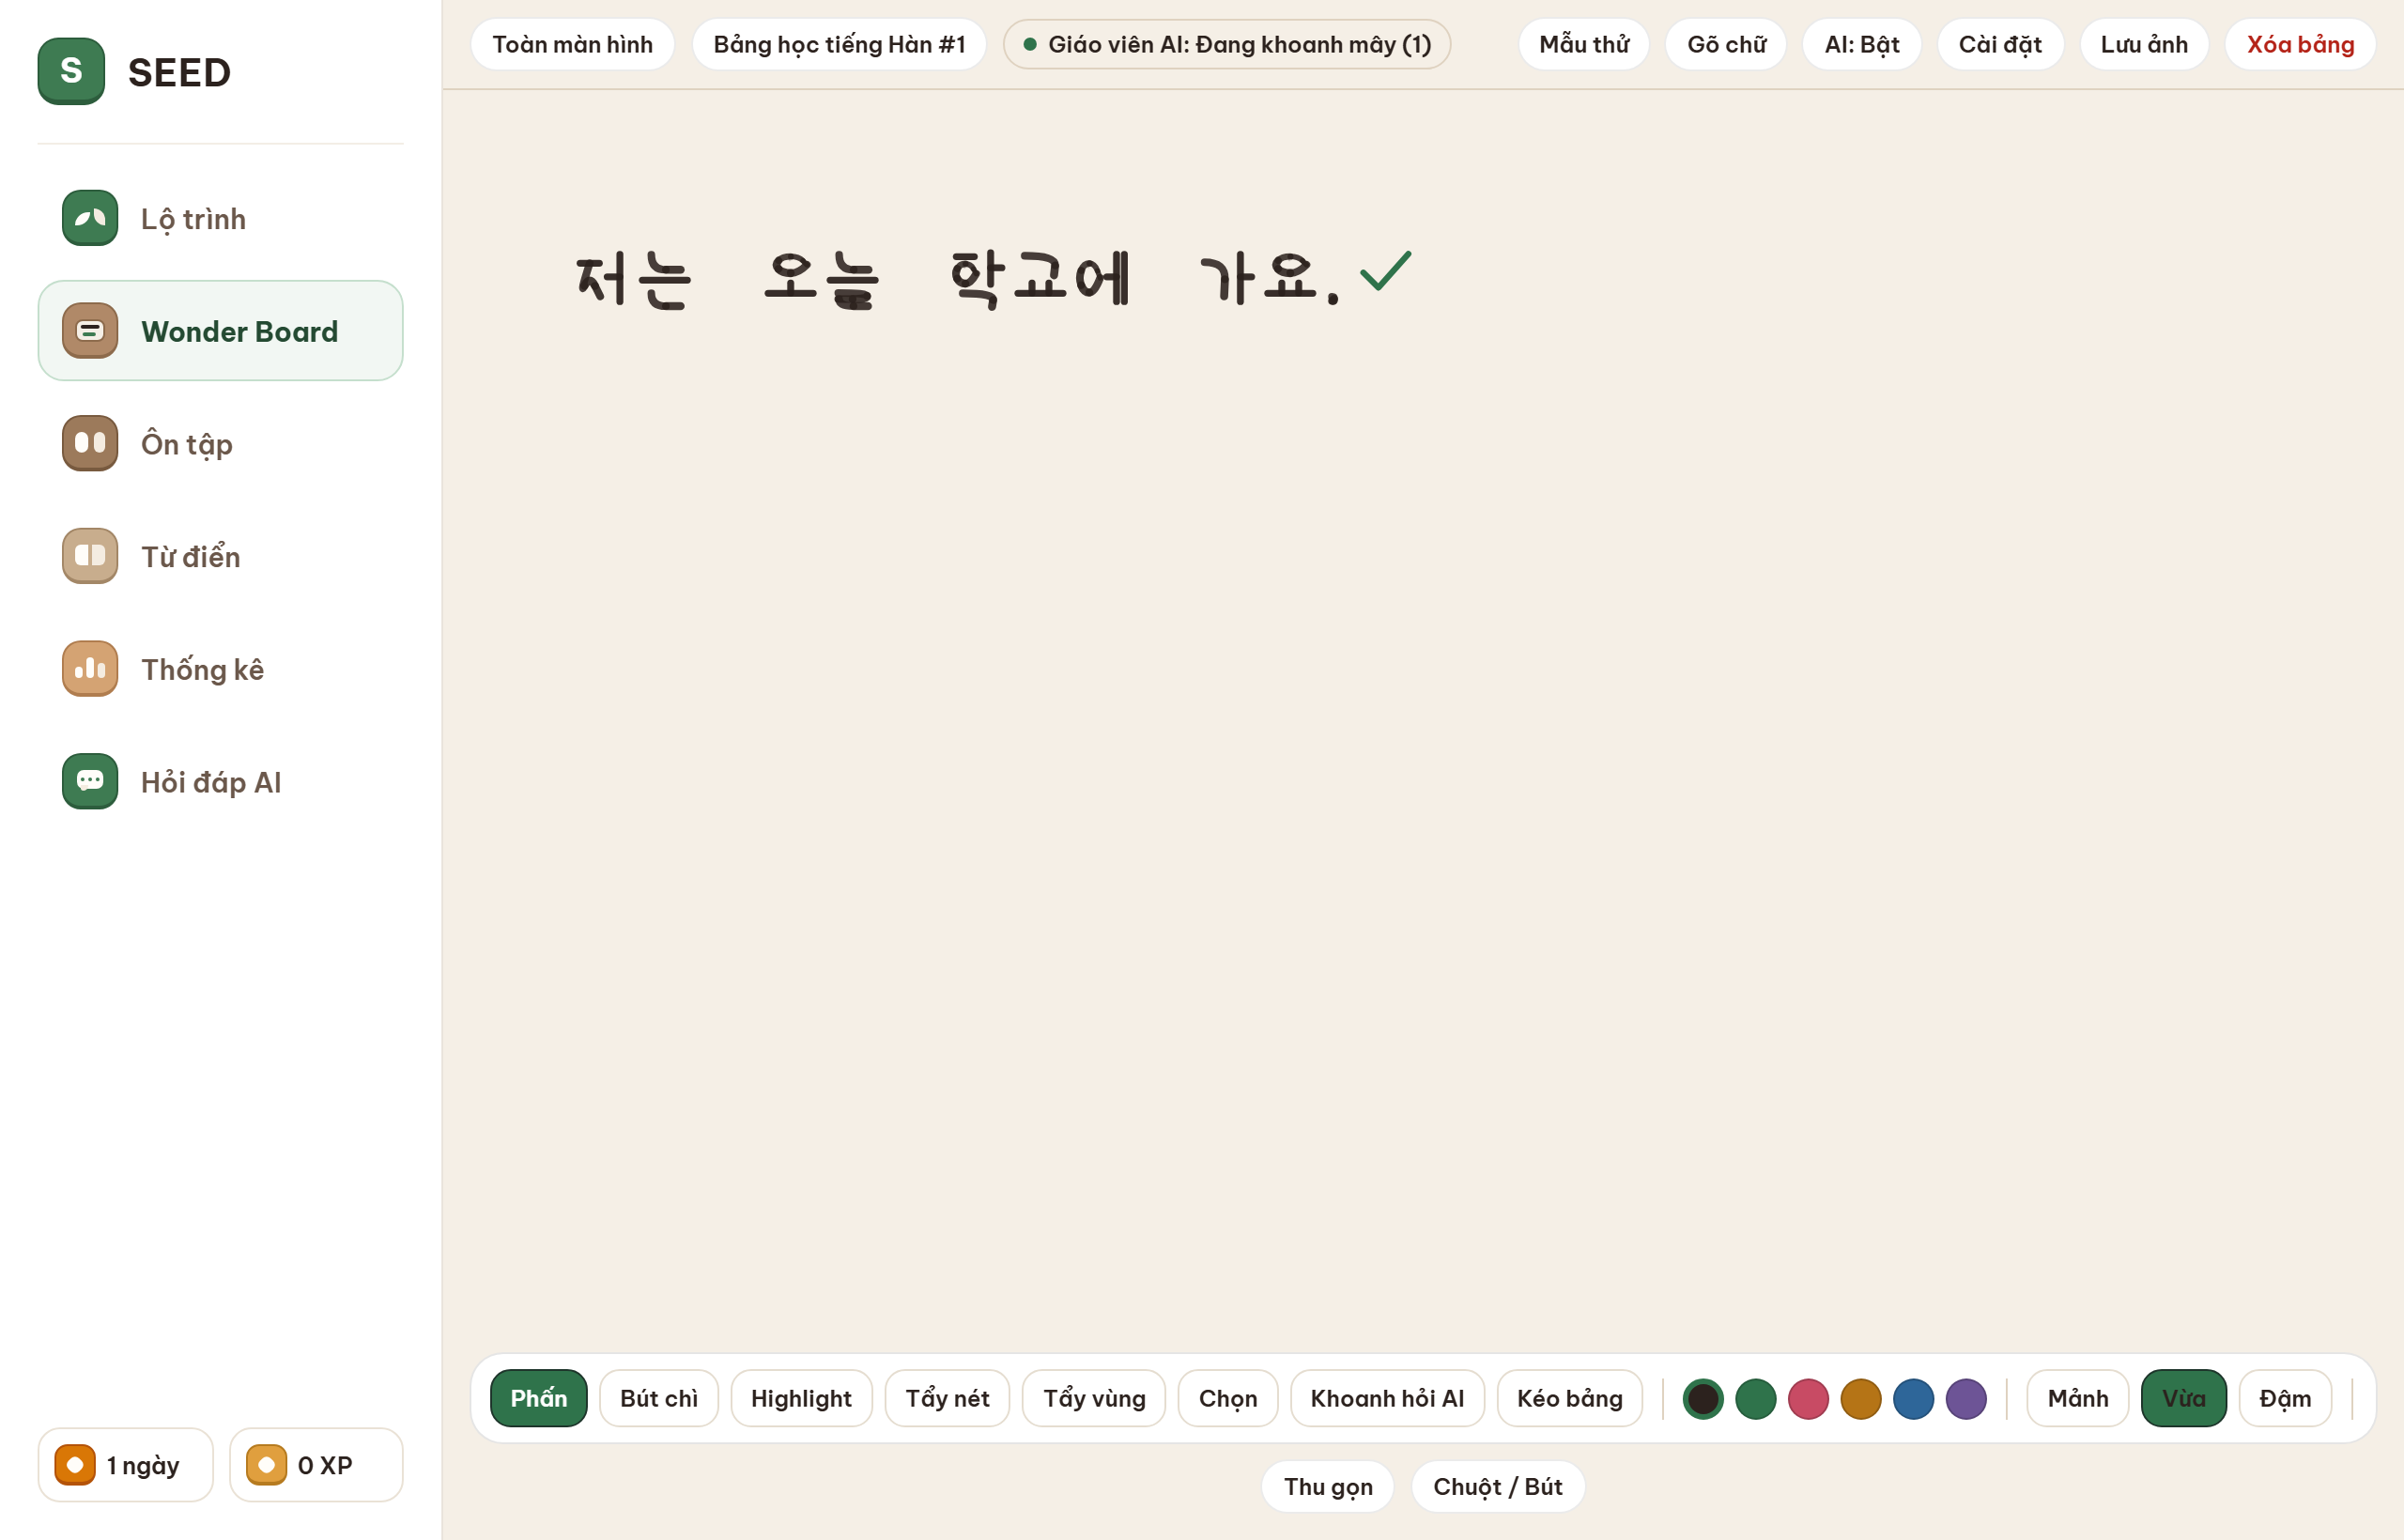 S SEED
Toàn màn hình
Bảng học tiếng Hàn #1
Giáo viên AI: Đang khoanh mây (1)
Mẫu thử
Gõ chữ
AI: Bật
Cài đặt
Lưu ảnh
Xóa bảng
Lộ trình
Wonder Board
Ôn tập
Từ điển
Thống kê
Hỏi đáp AI
저는 오늘 학교에 가요.
Phấn
Bút chì
Highlight
Tẩy nét
Tẩy vùng
Chọn
Khoanh hỏi AI
Kéo bảng
Mảnh
Vừa
Đậm
1 ngày
0 XP
Thu gọn
Chuột / Bút